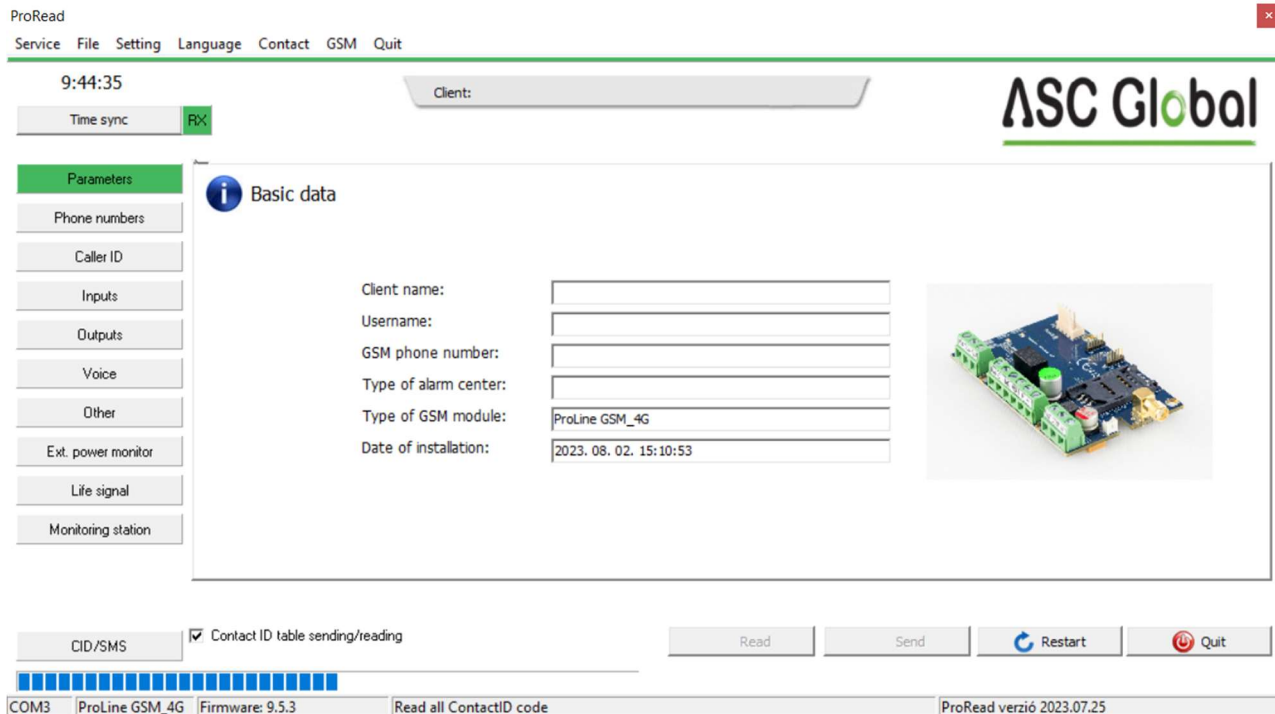 ProRead
Service File Setting Language Contact GSM Quit
9:44:35
Client:
ASC Global
Time sync RX
Parameters
Basic data
Phone numbers
Caller ID
Inputs
Outputs
Voice
Other
Ext. power monitor
Life signal
Monitoring station
Client name:
Username:
GSM phone number:
Type of alarm center:
Type of GSM module: ProLine GSM_4G
Date of installation: 2023. 08. 02. 15:10:53
CID/SMS Contact ID table sending/reading Read Send Restart Quit
COM3 ProLine GSM_4G Firmware: 9.5.3 Read all ContactID code ProRead verzió 2023.07.25